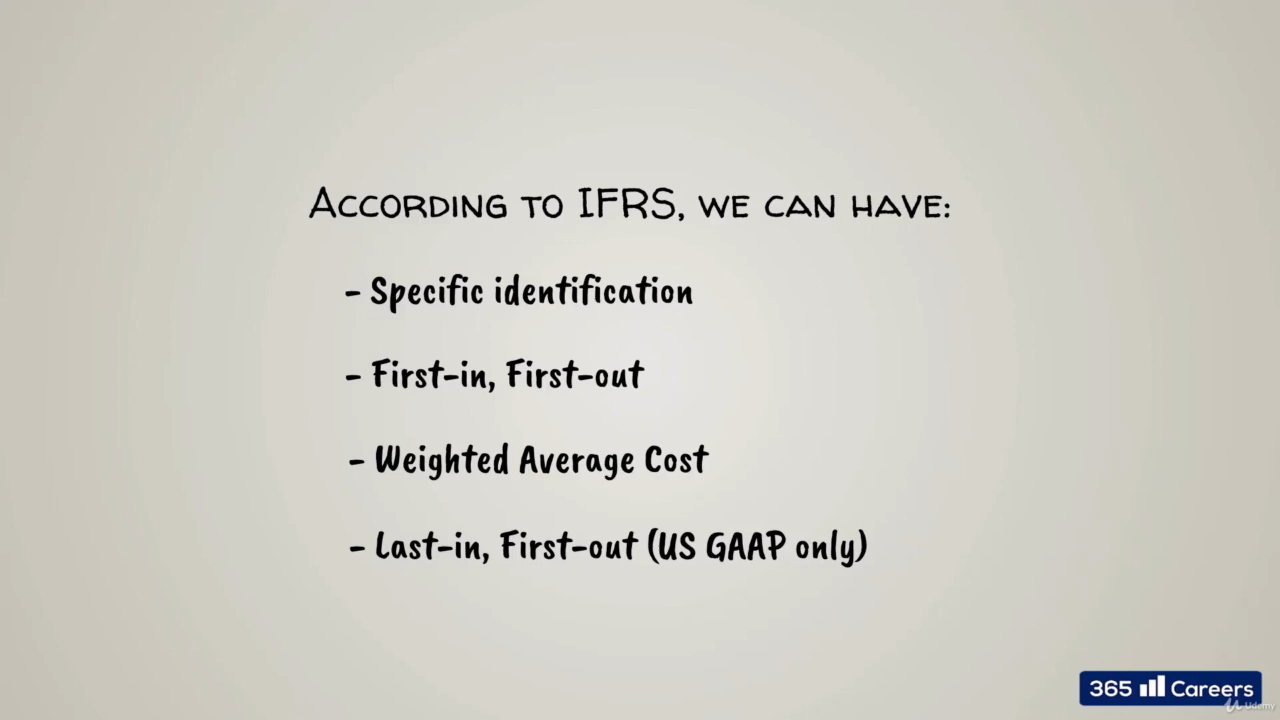 According to IFRS, we can have:
- Specific identification
- First-in, First-out
- Weighted Average Cost
- Last-in, First-out (US GAAP only)
365 Careers
Udemy